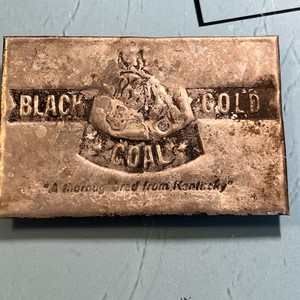 BLACK GOLD
COAL
"A thoroughbred from Kentucky"